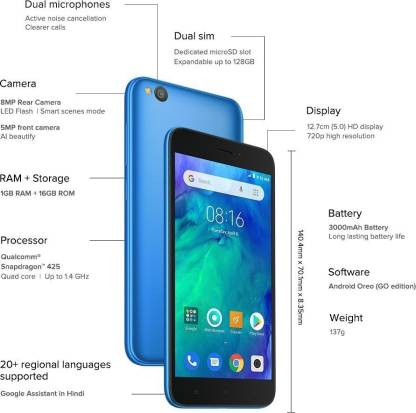 Dual microphones
Active noise cancellation
Clearer calls
Dual sim
Dedicated microSD slot
Expandable up to 128GB
Camera
8MP Rear Camera
LED Flash | Smart scenes mode
5MP front camera
AI beautify
Display
12.7cm (5.0) HD display
720p high resolution
RAM + Storage
1GB RAM + 16GB ROM
Google
08:16
Battery
3000mAh Battery
Long lasting battery life
140.4mm x 70.1mm x 8.35mm
Processor
Qualcomm®
Snapdragon™ 425
Quad core | Up to 1.4 GHz
Software
Android Oreo (GO edition)
Weight
137g
20+ regional languages
supported
Google Assistant in Hindi